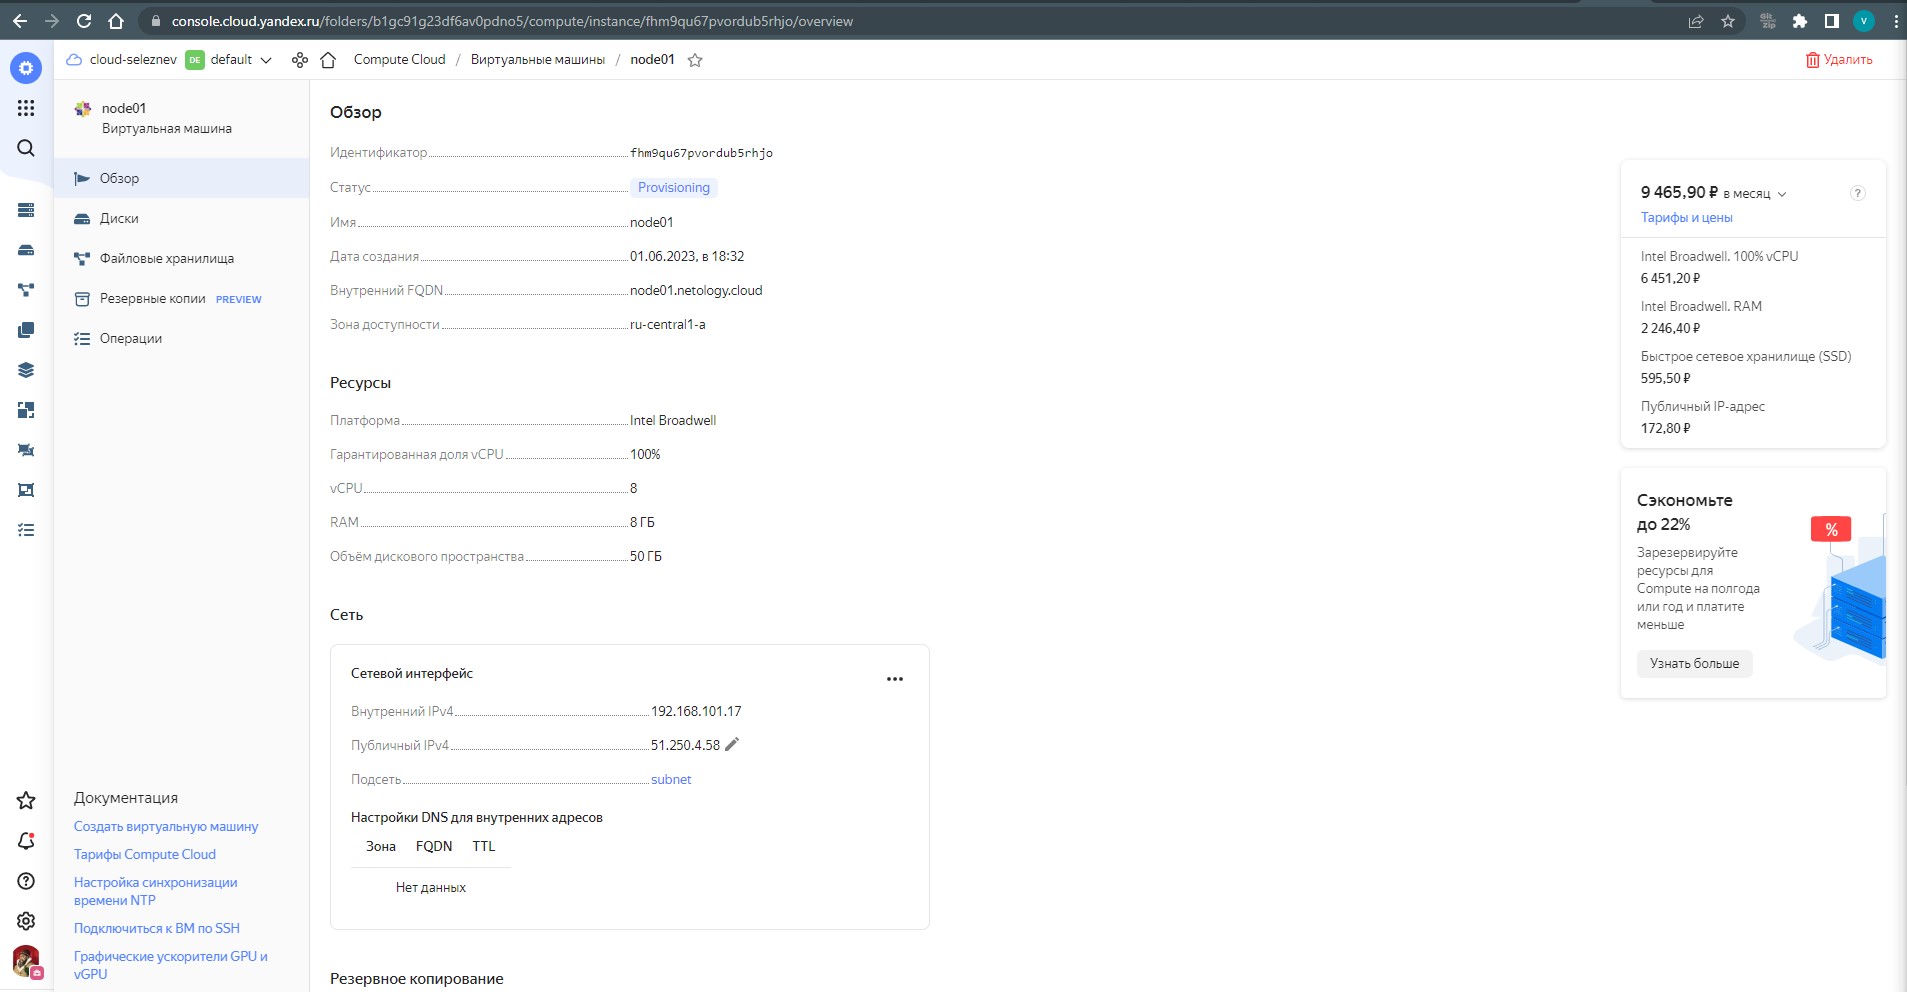 console.cloud.yandex.ru/folders/b1gc91g23df6av0pdno5/compute/instance/fhm9qu67pvordub5rhjo/overview
Git
zip
v
cloud-seleznev DE default Compute Cloud / Виртуальные машины / node01
Удалить
node01
Виртуальная машина
Обзор
Диски
Файловые хранилища
Резервные копии PREVIEW
Операции
Документация
Создать виртуальную машину
Тарифы Compute Cloud
Настройка синхронизации
времени NTP
Подключиться к ВМ по SSH
Графические ускорители GPU и
vGPU
Обзор
Идентификатор fhm9qu67pvordub5rhjo
Статус Provisioning
Имя node01
Дата создания 01.06.2023, в 18:32
Внутренний FQDN node01.netology.cloud
Зона доступности ru-central1-a
Ресурсы
Платформа Intel Broadwell
Гарантированная доля vCPU 100%
vCPU 8
RAM 8 ГБ
Объём дискового пространства 50 ГБ
Сеть
Сетевой интерфейс
Внутренний IPv4 192.168.101.17
Публичный IPv4 51.250.4.58
Подсеть subnet
Настройки DNS для внутренних адресов
Зона FQDN TTL
Нет данных
Резервное копирование
9 465,90 ₽ в месяц ?
Тарифы и цены
Intel Broadwell. 100% vCPU
6 451,20 ₽
Intel Broadwell. RAM
2 246,40 ₽
Быстрое сетевое хранилище (SSD)
595,50 ₽
Публичный IP-адрес
172,80 ₽
Сэкономьте
до 22%
%
Зарезервируйте
ресурсы для
Compute на полгода
или год и платите
меньше
Узнать больше